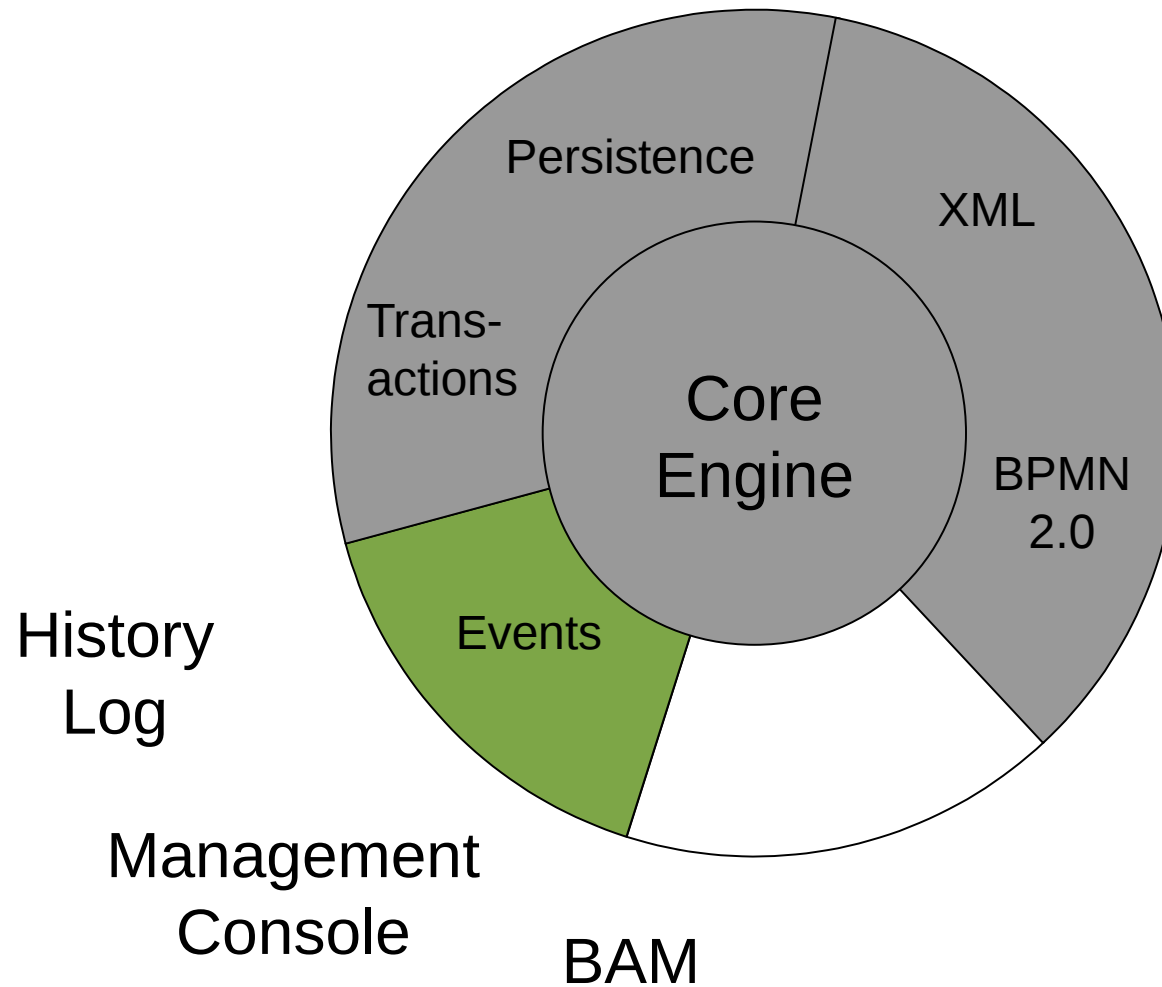 Persistence
XML
Trans-
actions
Core
Engine
BPMN
2.0
Events
History
Log
Management
Console
BAM